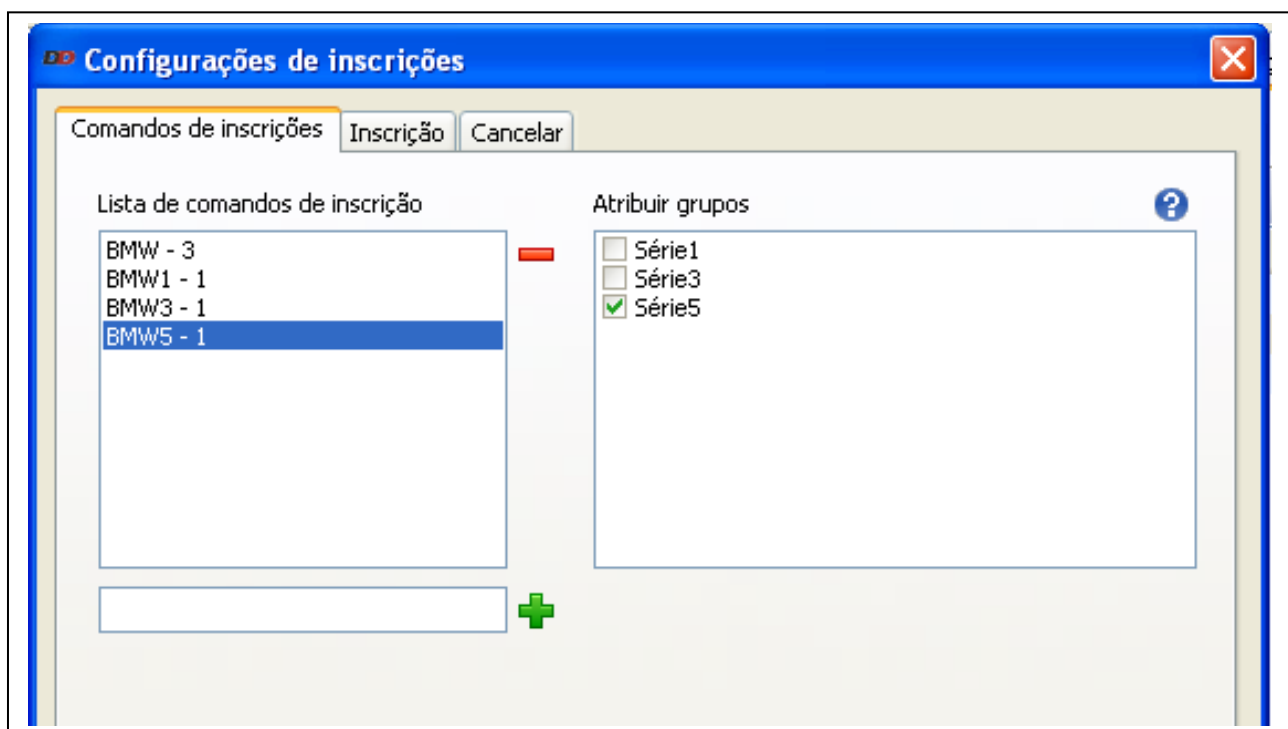 DD Configurações de inscrições
Comandos de inscrições Inscrição Cancelar
Lista de comandos de inscrição
BMW - 3
BMW1 - 1
BMW3 - 1
BMW5 - 1
Atribuir grupos
?
Série1
Série3
Série5